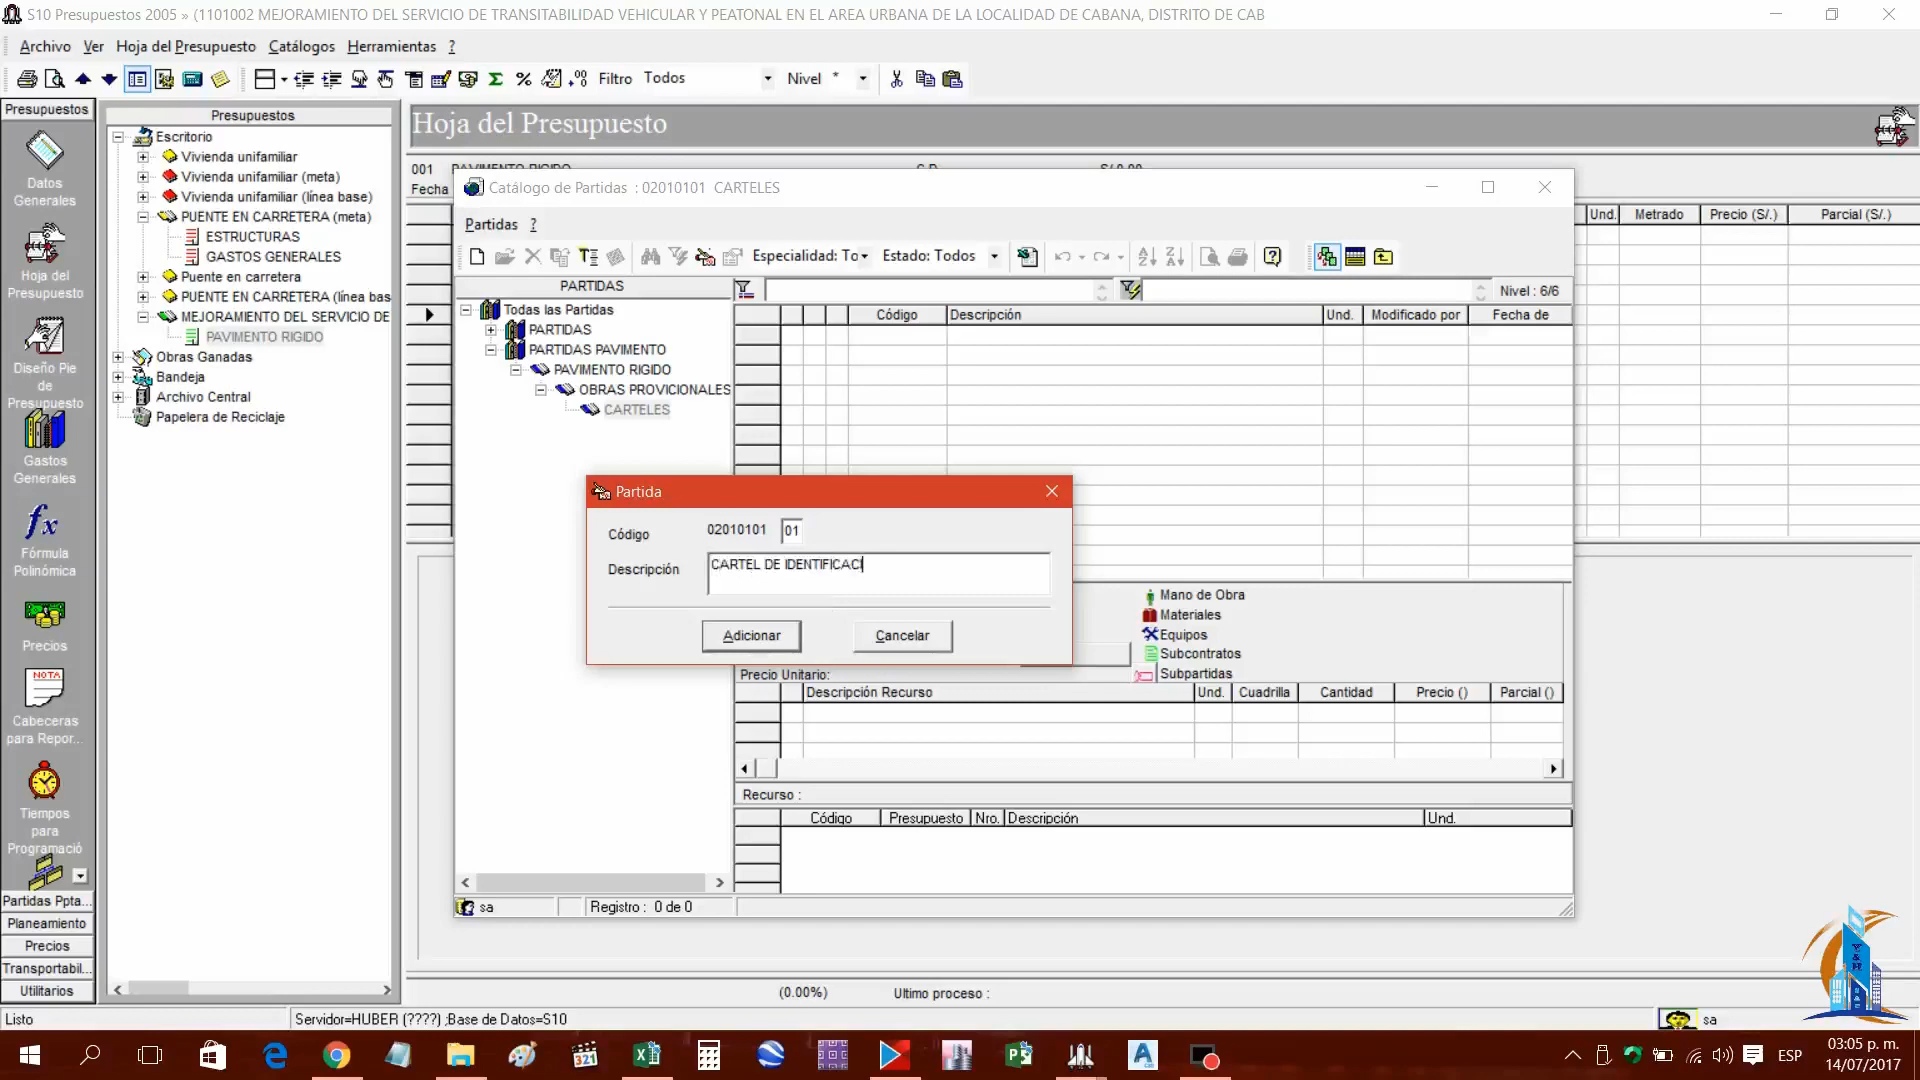 S10 Presupuestos 2005 » (1101002 MEJORAMIENTO DEL SERVICIO DE TRANSITABILIDAD VEHICULAR Y PEATONAL EN EL AREA URBANA DE LA LOCALIDAD DE CABANA, DISTRITO DE CAB
Archivo Ver Hoja del Presupuesto Catálogos Herramientas ?
Filtro Todos Nivel *
Presupuestos
Datos Generales
Hoja del Presupuesto
Diseño Pie de Presupuesto
Gastos Generales
Fórmula Polinómica
Precios
NOTA
Cabeceras para Repor...
Tiempos para Programació
Partidas Ppta...
Planeamiento
Precios
Transportabil...
Utilitarios
Presupuestos
Escritorio
Vivienda unifamiliar
Vivienda unifamiliar (meta)
Vivienda unifamiliar (línea base)
PUENTE EN CARRETERA (meta)
ESTRUCTURAS
GASTOS GENERALES
Puente en carretera
PUENTE EN CARRETERA (línea bas
MEJORAMIENTO DEL SERVICIO DE
PAVIMENTO RIGIDO
Obras Ganadas
Bandeja
Archivo Central
Papelera de Reciclaje
Hoja del Presupuesto
001 PAVIMENTO RIGIDO C.D. S/.0.00
Fecha
Und. Metrado Precio (S/.) Parcial (S/.)
Catálogo de Partidas : 02010101 CARTELES
Partidas ?
Especialidad: To Estado: Todos
PARTIDAS
Nivel : 6/6
Todas las Partidas
PARTIDAS
PARTIDAS PAVIMENTO
PAVIMENTO RIGIDO
OBRAS PROVICIONALES
CARTELES
Código Descripción Und. Modificado por Fecha de
Partida
Código 02010101 01
Descripción CARTEL DE IDENTIFICACI
Adicionar Cancelar
Mano de Obra
Materiales
Equipos
Subcontratos
Subpartidas
Precio Unitario:
Descripción Recurso Und. Cuadrilla Cantidad Precio () Parcial ()
Recurso :
Código Presupuesto Nro. Descripción Und.
sa Registro : 0 de 0
(0.00%) Ultimo proceso :
Listo Servidor=HUBER (????) ;Base de Datos=S10 sa
321
ESP
03:05 p. m.
14/07/2017